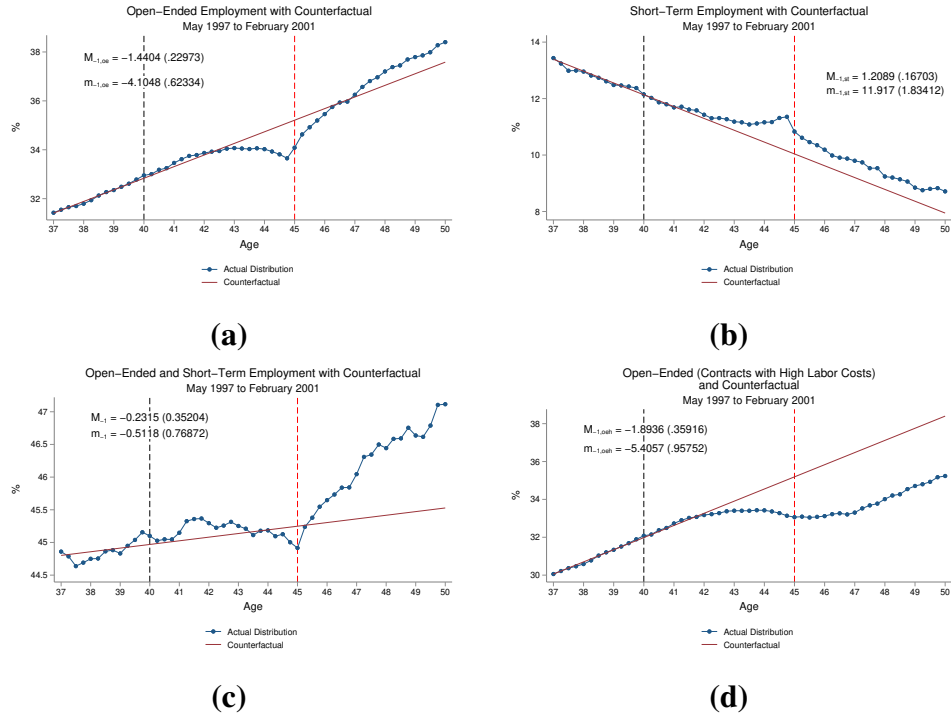 Open-Ended Employment with Counterfactual
May 1997 to February 2001
M₋₁,ₒₑ = −1.4404 (.22973)
m₋₁,ₒₑ = −4.1048 (.62334)
38
36
34
32
%
37 38 39 40 41 42 43 44 45 46 47 48 49 50
Age
Actual Distribution
Counterfactual
(a)
Short-Term Employment with Counterfactual
May 1997 to February 2001
M₋₁,ₛₜ = 1.2089 (.16703)
m₋₁,ₛₜ = 11.917 (1.83412)
14
12
10
8
%
37 38 39 40 41 42 43 44 45 46 47 48 49 50
Age
Actual Distribution
Counterfactual
(b)
Open-Ended and Short-Term Employment with Counterfactual
May 1997 to February 2001
M₋₁ = −0.2315 (0.35204)
m₋₁ = −0.5118 (0.76872)
47
46.5
46
45.5
45
44.5
%
37 38 39 40 41 42 43 44 45 46 47 48 49 50
Age
Actual Distribution
Counterfactual
(c)
Open-Ended (Contracts with High Labor Costs)
and Counterfactual
May 1997 to February 2001
M₋₁,ₒₑₕ = −1.8936 (.35916)
m₋₁,ₒₑₕ = −5.4057 (.95752)
38
36
34
32
30
%
37 38 39 40 41 42 43 44 45 46 47 48 49 50
Age
Actual Distribution
Counterfactual
(d)